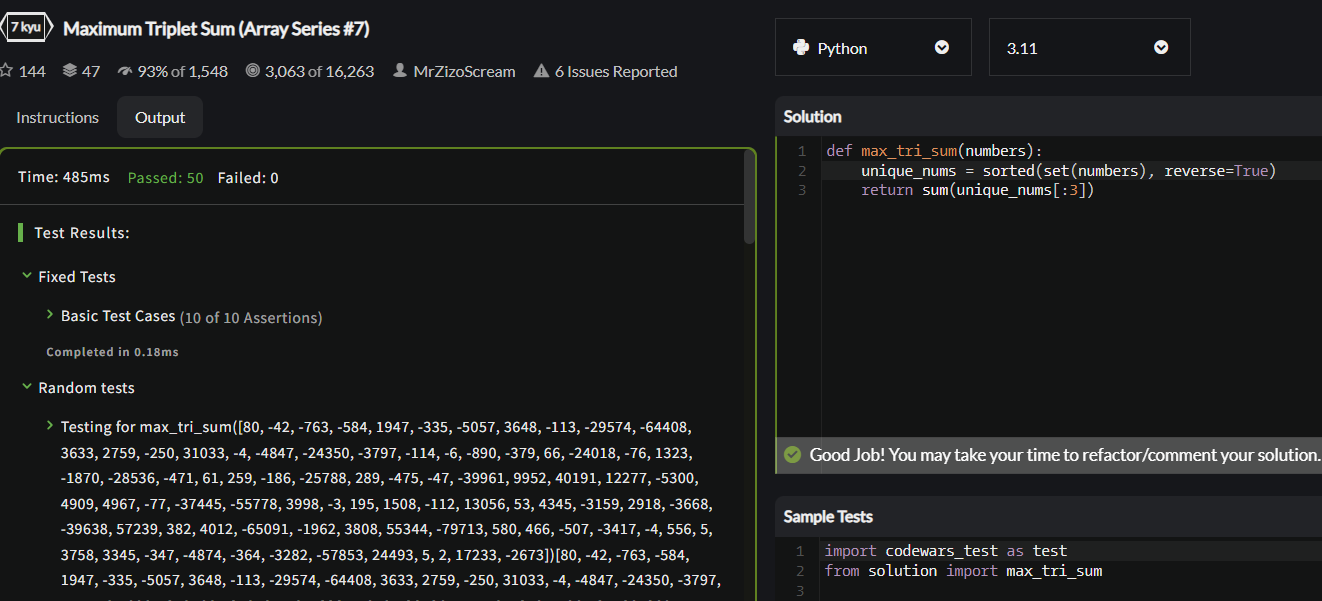 7 kyu Maximum Triplet Sum (Array Series #7)
144 47 93% of 1,548 3,063 of 16,263 MrZizoScream 6 Issues Reported
Instructions Output
Time: 485ms Passed: 50 Failed: 0
Test Results:
Fixed Tests
Basic Test Cases (10 of 10 Assertions)
Completed in 0.18ms
Random tests
Testing for max_tri_sum([80, -42, -763, -584, 1947, -335, -5057, 3648, -113, -29574, -64408,
3633, 2759, -250, 31033, -4, -4847, -24350, -3797, -114, -6, -890, -379, 66, -24018, -76, 1323,
-1870, -28536, -471, 61, 259, -186, -25788, 289, -475, -47, -39961, 9952, 40191, 12277, -5300,
4909, 4967, -77, -37445, -55778, 3998, -3, 195, 1508, -112, 13056, 53, 4345, -3159, 2918, -3668,
-39638, 57239, 382, 4012, -65091, -1962, 3808, 55344, -79713, 580, 466, -507, -3417, -4, 556, 5,
3758, 3345, -347, -4874, -364, -3282, -57853, 24493, 5, 2, 17233, -2673])[80, -42, -763, -584,
1947, -335, -5057, 3648, -113, -29574, -64408, 3633, 2759, -250, 31033, -4, -4847, -24350, -3797,
Python 3.11
Solution
1 def max_tri_sum(numbers):
2 unique_nums = sorted(set(numbers), reverse=True)
3 return sum(unique_nums[:3])
Good Job! You may take your time to refactor/comment your solution.
Sample Tests
1 import codewars_test as test
2 from solution import max_tri_sum
3